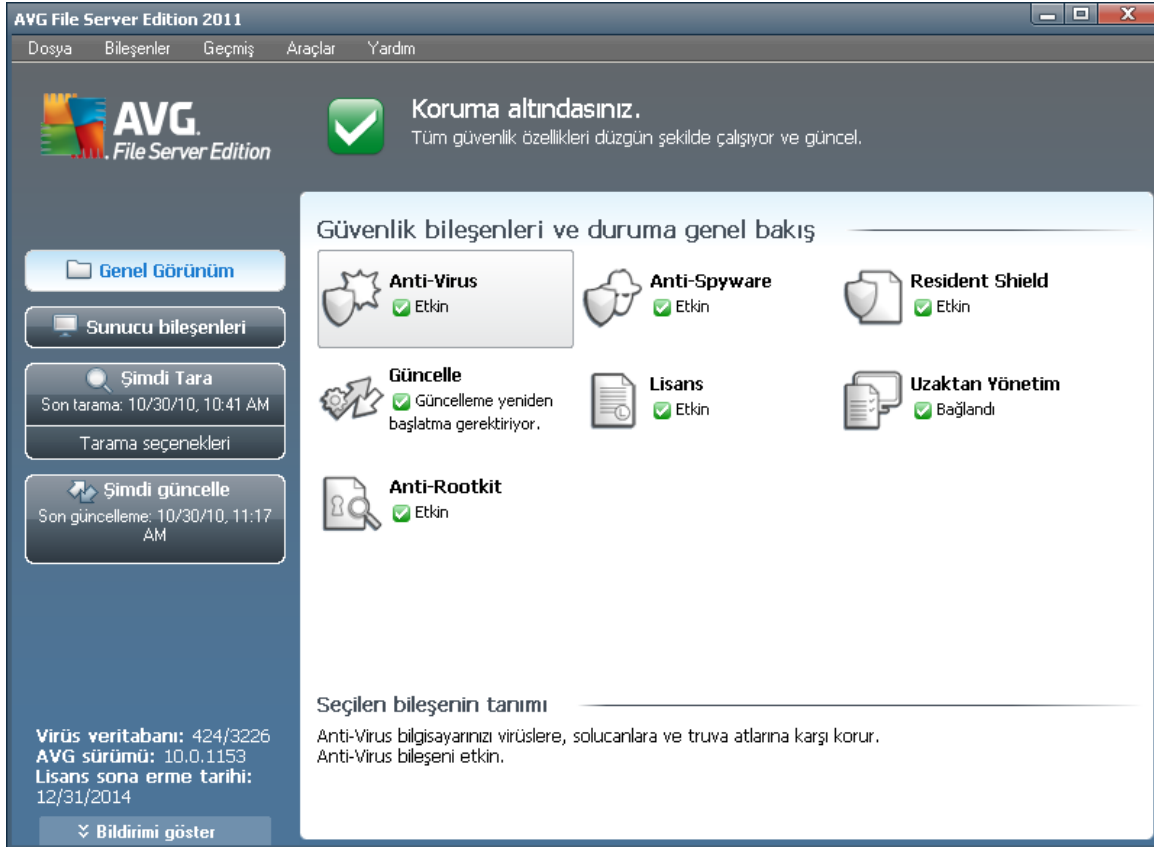 AVG File Server Edition 2011
Dosya Bileşenler Geçmiş Araçlar Yardım
AVG.
File Server Edition
Koruma altındasınız.
Tüm güvenlik özellikleri düzgün şekilde çalışıyor ve güncel.
Genel Görünüm
Sunucu bileşenleri
Şimdi Tara
Son tarama: 10/30/10, 10:41 AM
Tarama seçenekleri
Şimdi güncelle
Son güncelleme: 10/30/10, 11:17
AM
Güvenlik bileşenleri ve duruma genel bakış
Anti-Virus
Etkin
Anti-Spyware
Etkin
Resident Shield
Etkin
Güncelle
Güncelleme yeniden
başlatma gerektiriyor.
Lisans
Etkin
Uzaktan Yönetim
Bağlandı
Anti-Rootkit
Etkin
Seçilen bileşenin tanımı
Anti-Virus bilgisayarınızı virüslere, solucanlara ve truva atlarına karşı korur.
Anti-Virus bileşeni etkin.
Virüs veritabanı: 424/3226
AVG sürümü: 10.0.1153
Lisans sona erme tarihi:
12/31/2014
Bildirimi göster